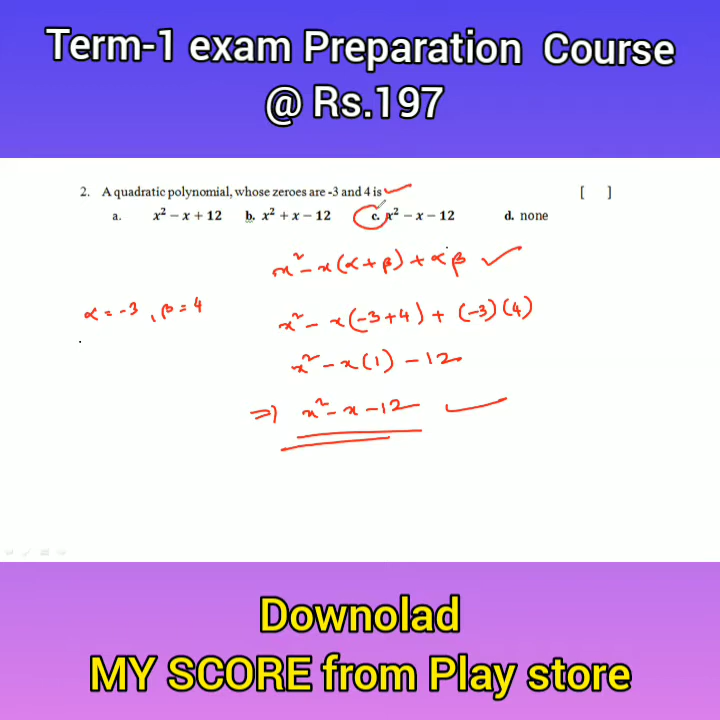 Term-1 exam Preparation Course
@ Rs.197
2. A quadratic polynomial, whose zeroes are -3 and 4 is [ ]
a. x² – x + 12 b. x² + x – 12 c. x² – x – 12 d. none
x² – x(α + β) + αβ
α = -3, β = 4
x² – x(-3+4) + (-3)(4)
x² – x(1) – 12
⇒ x² – x – 12
Downolad
MY SCORE from Play store